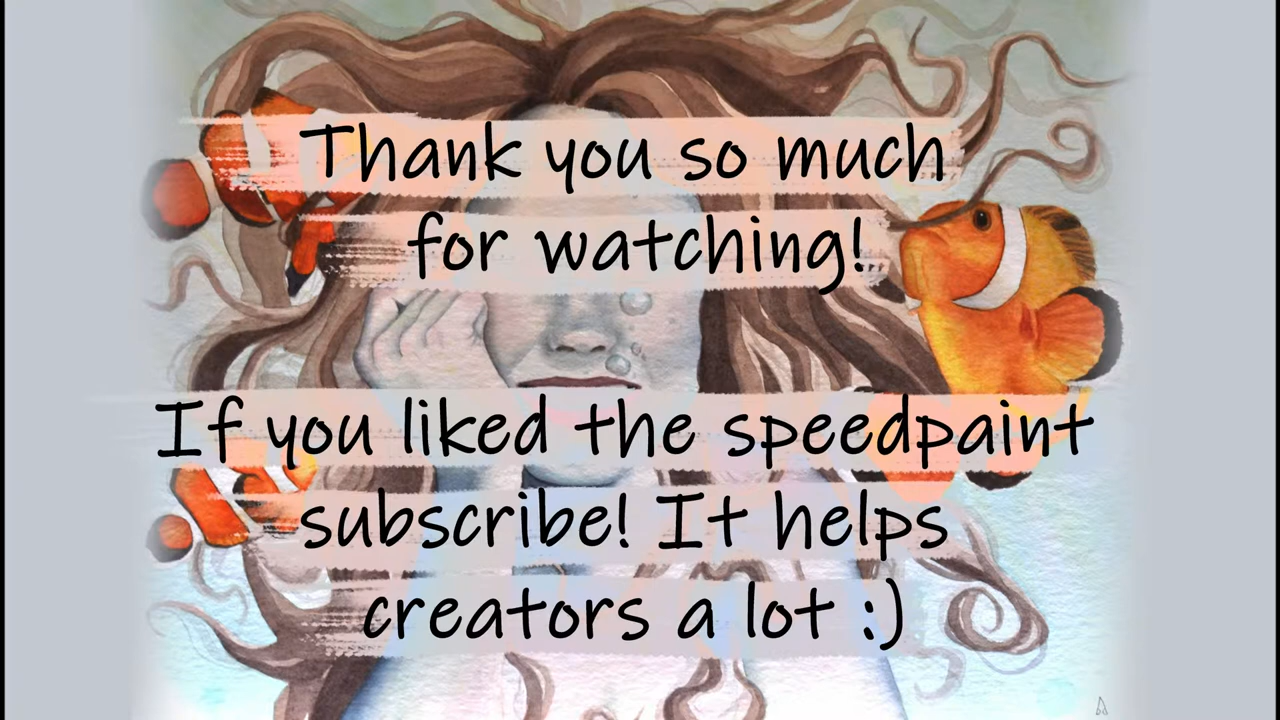 Thank you so much
for watching!
If you liked the speedpaint
subscribe! It helps
creators a lot :)